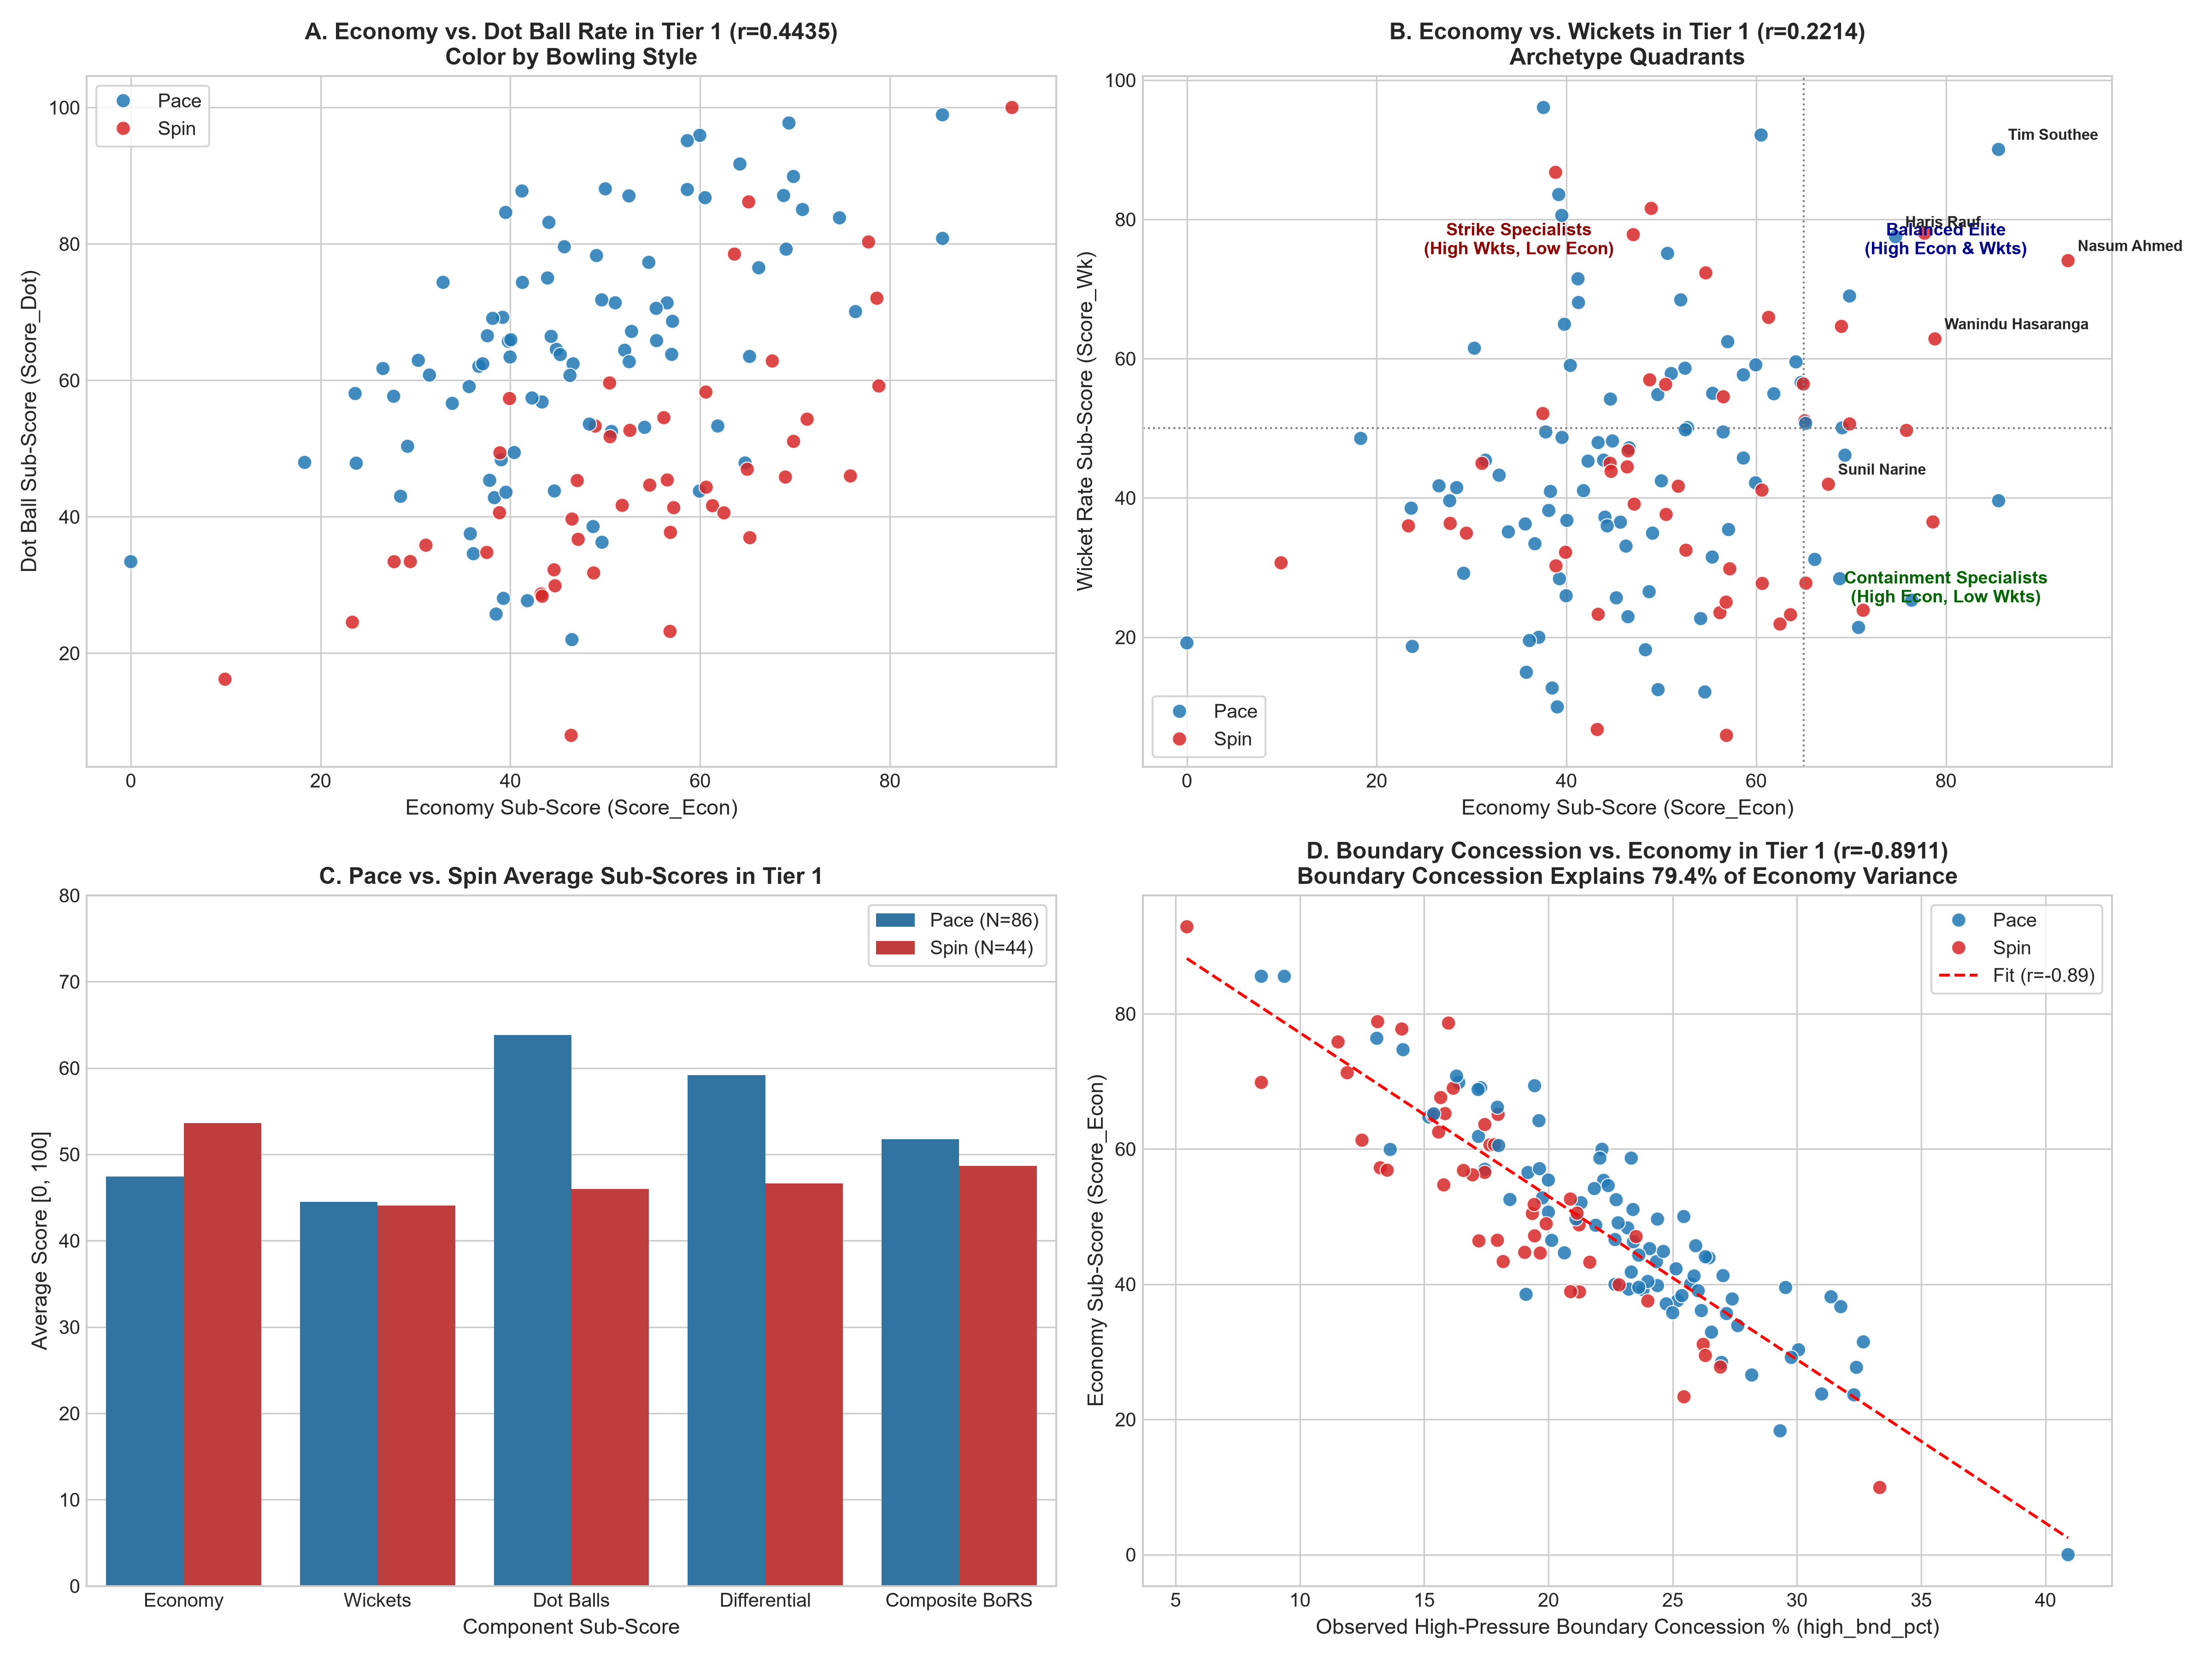 A. Economy vs. Dot Ball Rate in Tier 1 (r=0.4435)
Color by Bowling Style
Pace
Spin
Dot Ball Sub-Score (Score_Dot)
100
80
60
40
20
0
20
40
60
80
Economy Sub-Score (Score_Econ)
B. Economy vs. Wickets in Tier 1 (r=0.2214)
Archetype Quadrants
Wicket Rate Sub-Score (Score_Wk)
100
80
60
40
20
Tim Southee
Haris Rauf
Nasum Ahmed
Wanindu Hasaranga
Sunil Narine
Strike Specialists
(High Wkts, Low Econ)
Balanced Elite
(High Econ & Wkts)
Containment Specialists
(High Econ, Low Wkts)
Pace
Spin
0
20
40
60
80
Economy Sub-Score (Score_Econ)
C. Pace vs. Spin Average Sub-Scores in Tier 1
Pace (N=86)
Spin (N=44)
Average Score [0, 100]
80
70
60
50
40
30
20
10
0
Economy
Wickets
Dot Balls
Differential
Composite BoRS
Component Sub-Score
D. Boundary Concession vs. Economy in Tier 1 (r=-0.8911)
Boundary Concession Explains 79.4% of Economy Variance
Pace
Spin
Fit (r=-0.89)
Economy Sub-Score (Score_Econ)
80
60
40
20
0
5
10
15
20
25
30
35
40
Observed High-Pressure Boundary Concession % (high_bnd_pct)